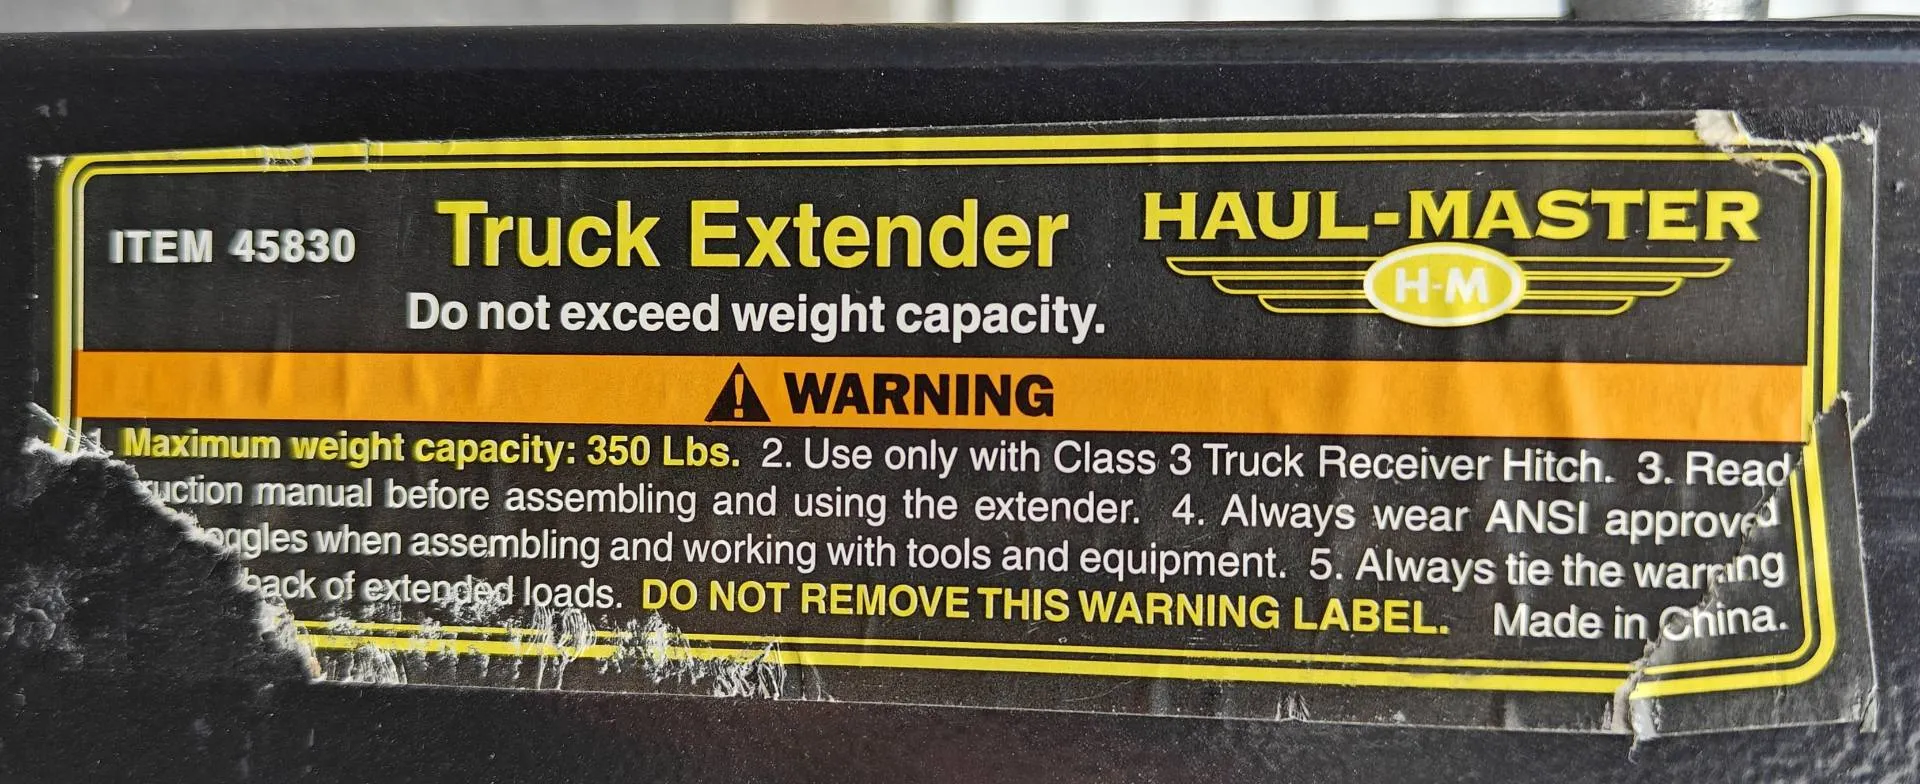 ITEM 45830
Truck Extender
HAUL-MASTER
H-M
Do not exceed weight capacity.
WARNING
Maximum weight capacity: 350 Lbs. 2. Use only with Class 3 Truck Receiver Hitch. 3. Read
manual before assembling and using the extender. 4. Always wear ANSI approved
when assembling and working with tools and equipment. 5. Always tie the warning
of extended loads. DO NOT REMOVE THIS WARNING LABEL. Made in China.